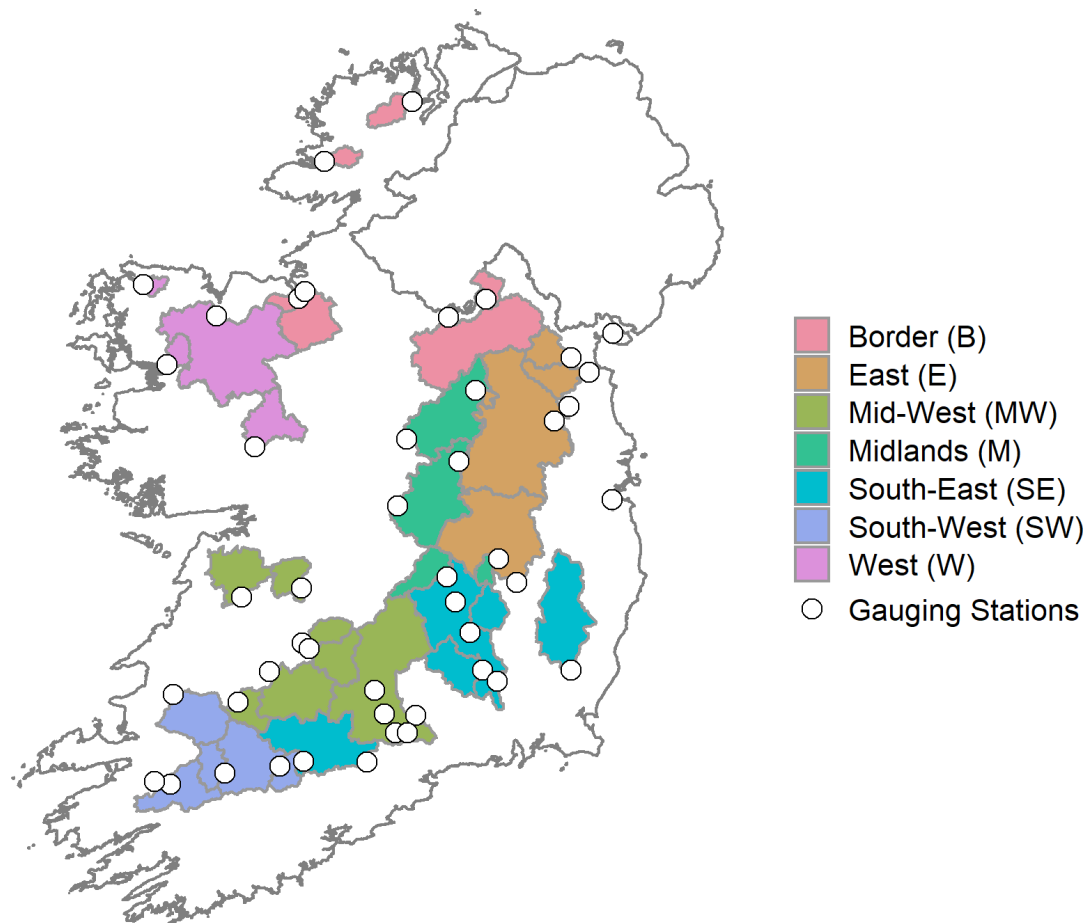 Border (B)
East (E)
Mid-West (MW)
Midlands (M)
South-East (SE)
South-West (SW)
West (W)
Gauging Stations